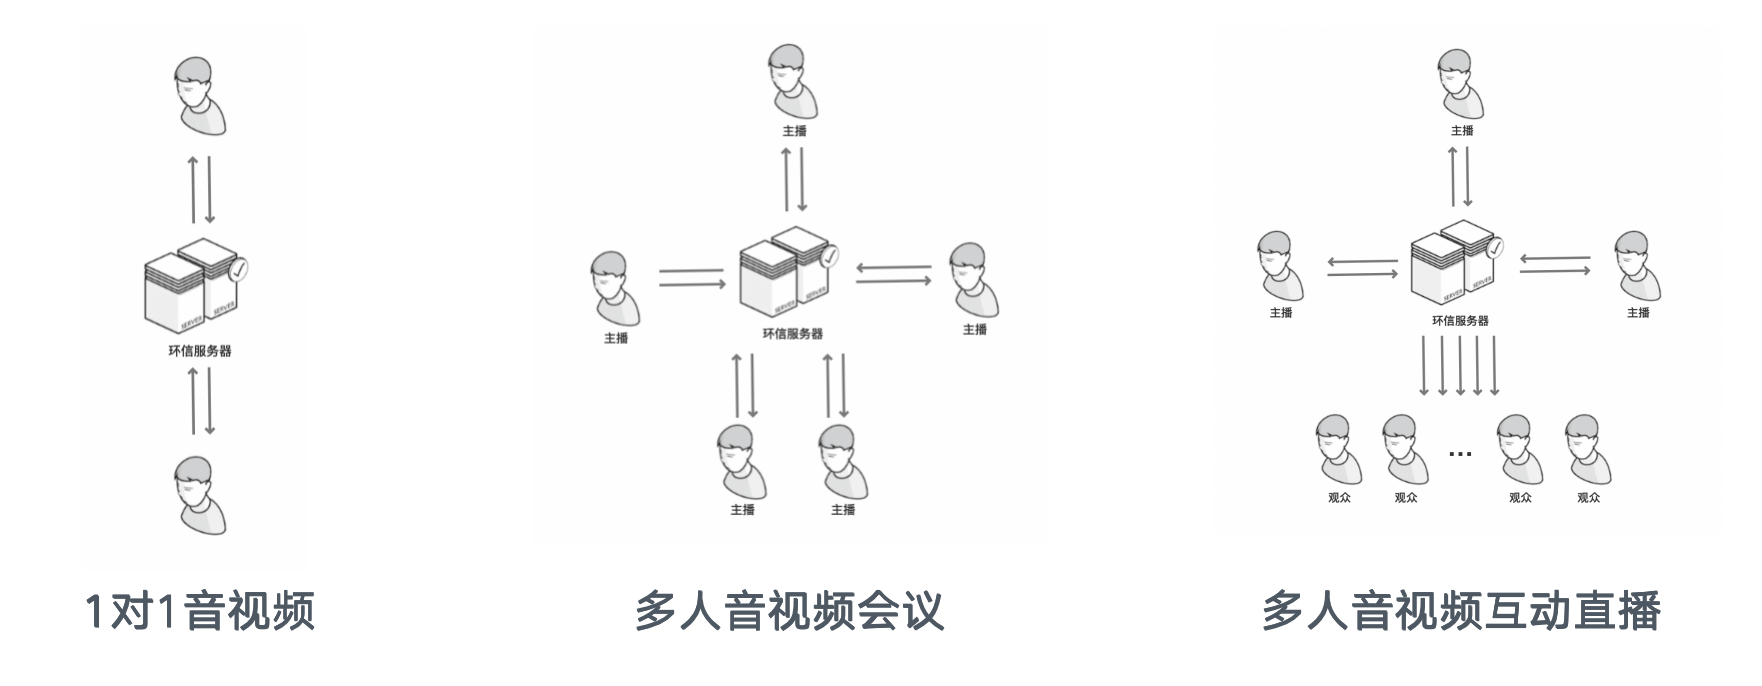 SERVER
SERVER
环信服务器
1对1音视频
主播
主播
SERVER
SERVER
环信服务器
主播
主播
主播
多人音视频会议
主播
主播
SERVER
SERVER
环信服务器
主播
...
观众
观众
观众
观众
多人音视频互动直播